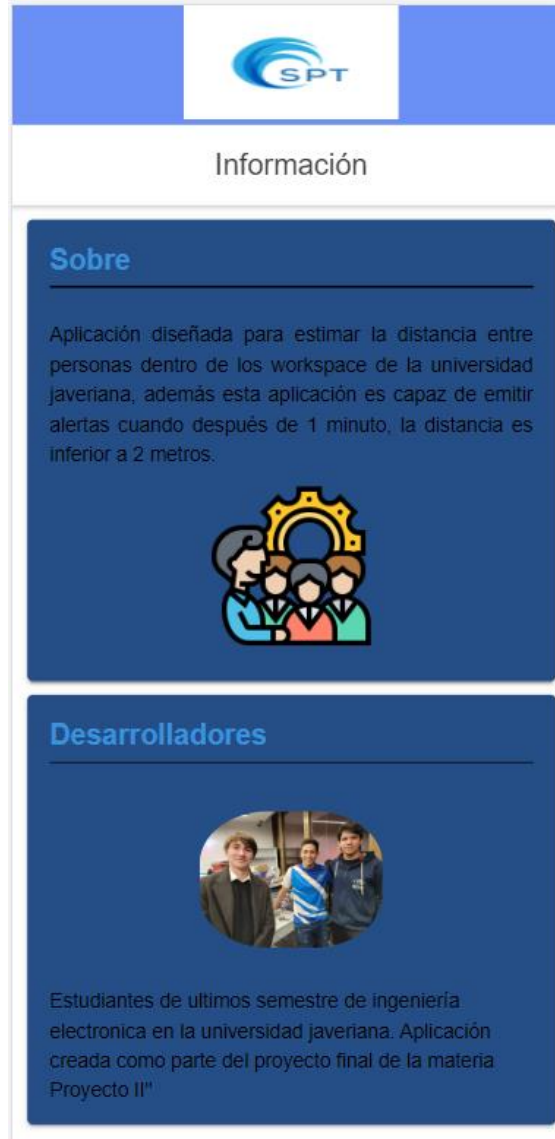 SPT
Información
Sobre
Aplicación diseñada para estimar la distancia entre
personas dentro de los workspace de la universidad
javeriana, además esta aplicación es capaz de emitir
alertas cuando después de 1 minuto, la distancia es
inferior a 2 metros.
Desarrolladores
Estudiantes de ultimos semestre de ingeniería
electronica en la universidad javeriana. Aplicación
creada como parte del proyecto final de la materia
Proyecto II"